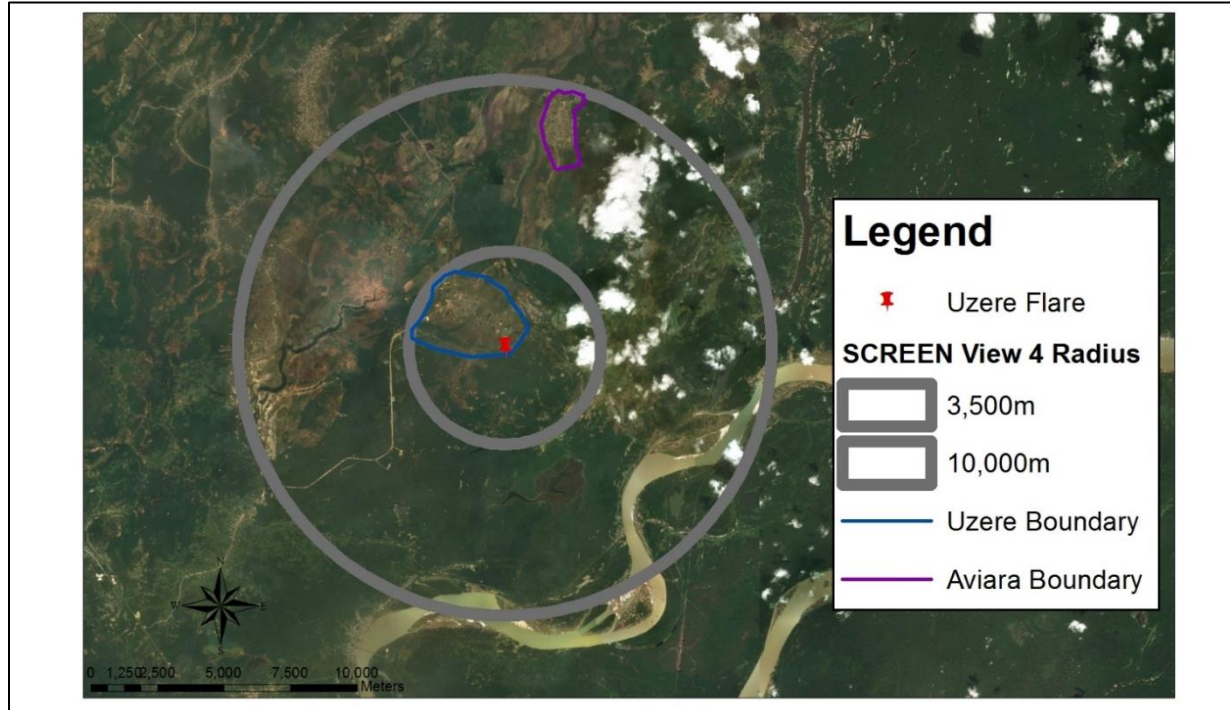 Legend
Uzere Flare
SCREEN View 4 Radius
3,500m
10,000m
Uzere Boundary
Aviara Boundary
N
W E
S
0 1,250 2,500 5,000 7,500 10,000
Meters